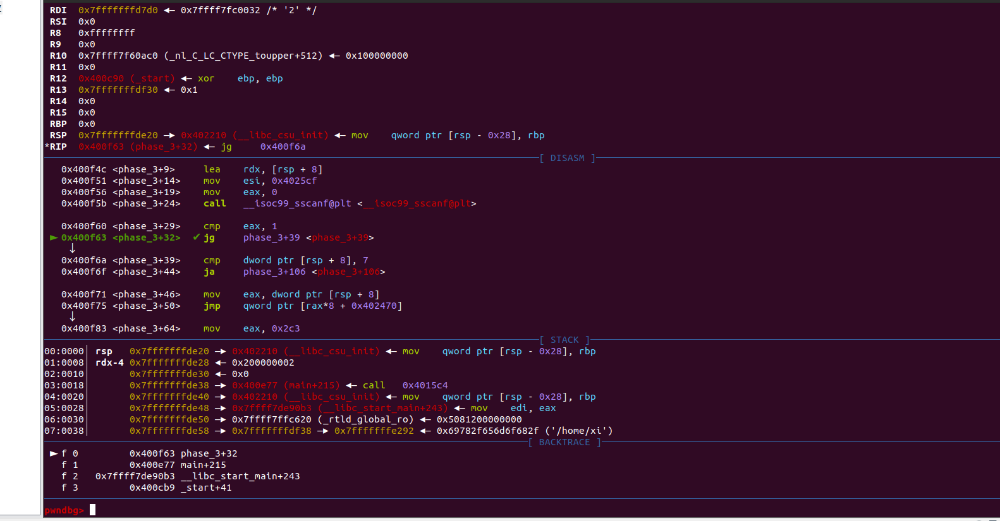 RDI 0x7fffffffd7d0 ◂— 0x7ffff7fc0032 /* '2' */
RSI 0x0
R8 0xffffffff
R9 0x0
R10 0x7ffff7f60ac0 (_nl_C_LC_CTYPE_toupper+512) ◂— 0x100000000
R11 0x0
R12 0x400c90 (_start) ◂— xor ebp, ebp
R13 0x7fffffffdf30 ◂— 0x1
R14 0x0
R15 0x0
RBP 0x0
RSP 0x7fffffffde20 —▸ 0x402210 (__libc_csu_init) ◂— mov qword ptr [rsp - 0x28], rbp
*RIP 0x400f63 (phase_3+32) ◂— jg 0x400f6a
[ DISASM ]
0x400f4c <phase_3+9> lea rdx, [rsp + 8]
0x400f51 <phase_3+14> mov esi, 0x4025cf
0x400f56 <phase_3+19> mov eax, 0
0x400f5b <phase_3+24> call __isoc99_sscanf@plt <__isoc99_sscanf@plt>
0x400f60 <phase_3+29> cmp eax, 1
► 0x400f63 <phase_3+32> ✔ jg phase_3+39 <phase_3+39>
↓
0x400f6a <phase_3+39> cmp dword ptr [rsp + 8], 7
0x400f6f <phase_3+44> ja phase_3+106 <phase_3+106>
0x400f71 <phase_3+46> mov eax, dword ptr [rsp + 8]
0x400f75 <phase_3+50> jmp qword ptr [rax*8 + 0x402470]
↓
0x400f83 <phase_3+64> mov eax, 0x2c3
[ STACK ]
00:0000│ rsp 0x7fffffffde20 —▸ 0x402210 (__libc_csu_init) ◂— mov qword ptr [rsp - 0x28], rbp
01:0008│ rdx-4 0x7fffffffde28 ◂— 0x200000002
02:0010│ 0x7fffffffde30 ◂— 0x0
03:0018│ 0x7fffffffde38 —▸ 0x400e77 (main+215) ◂— call 0x4015c4
04:0020│ 0x7fffffffde40 —▸ 0x402210 (__libc_csu_init) ◂— mov qword ptr [rsp - 0x28], rbp
05:0028│ 0x7fffffffde48 —▸ 0x7ffff7de90b3 (__libc_start_main+243) ◂— mov edi, eax
06:0030│ 0x7fffffffde50 —▸ 0x7ffff7ffc620 (_rtld_global_ro) ◂— 0x5081200000000
07:0038│ 0x7fffffffde58 —▸ 0x7fffffffdf38 —▸ 0x7fffffffe292 ◂— 0x69782f656d6f682f ('/home/xi')
[ BACKTRACE ]
► f 0 0x400f63 phase_3+32
f 1 0x400e77 main+215
f 2 0x7ffff7de90b3 __libc_start_main+243
f 3 0x400cb9 _start+41
pwndbg>